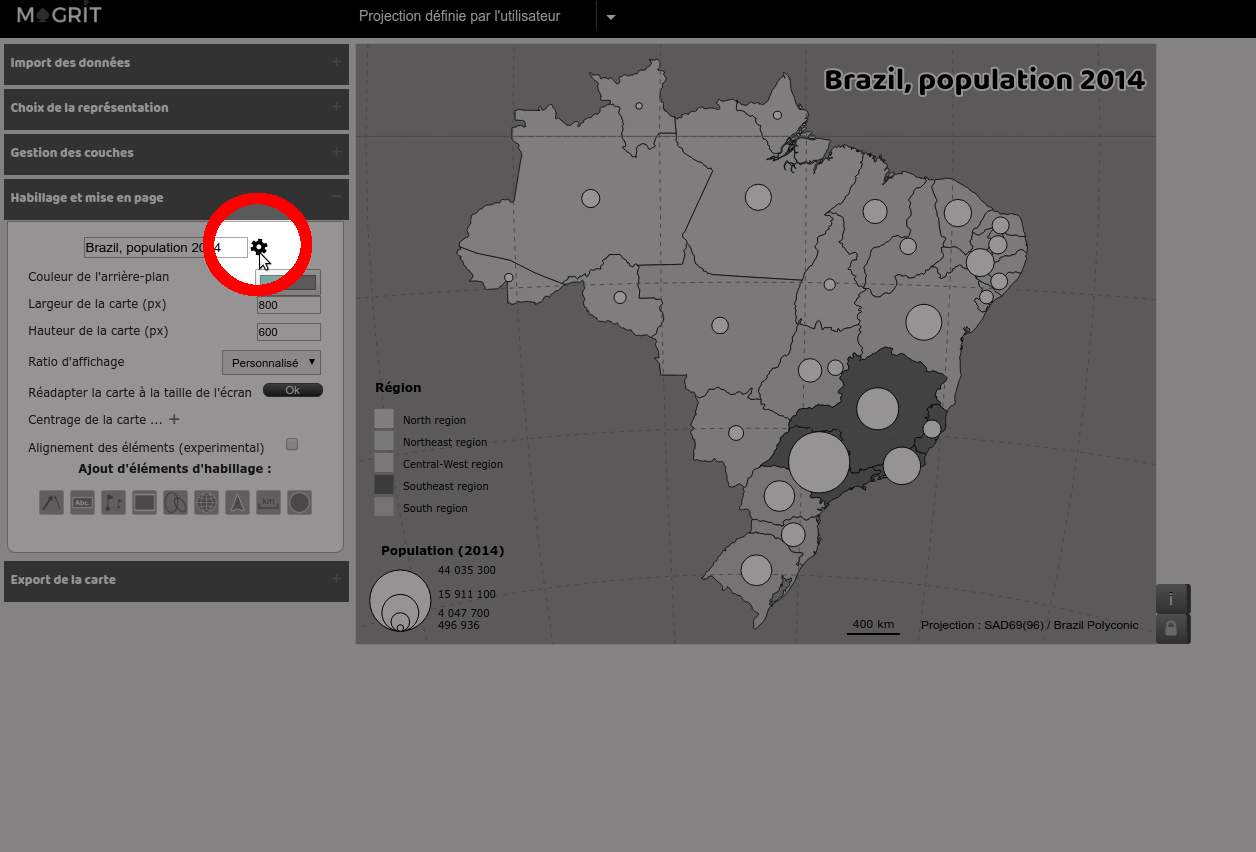 MAGRIT
Projection définie par l'utilisateur
Import des données +
Choix de la représentation +
Gestion des couches +
Habillage et mise en page −
Brazil, population 2014
Couleur de l'arrière-plan
Largeur de la carte (px) 800
Hauteur de la carte (px) 600
Ratio d'affichage Personnalisé
Réadapter la carte à la taille de l'écran Ok
Centrage de la carte ... +
Alignement des éléments (experimental)
Ajout d'éléments d'habillage :
Abc.
km
Export de la carte +
Brazil, population 2014
Région
North region
Northeast region
Central-West region
Southeast region
South region
Population (2014)
44 035 300
15 911 100
4 047 700
496 936
400 km
Projection : SAD69(96) / Brazil Polyconic
i